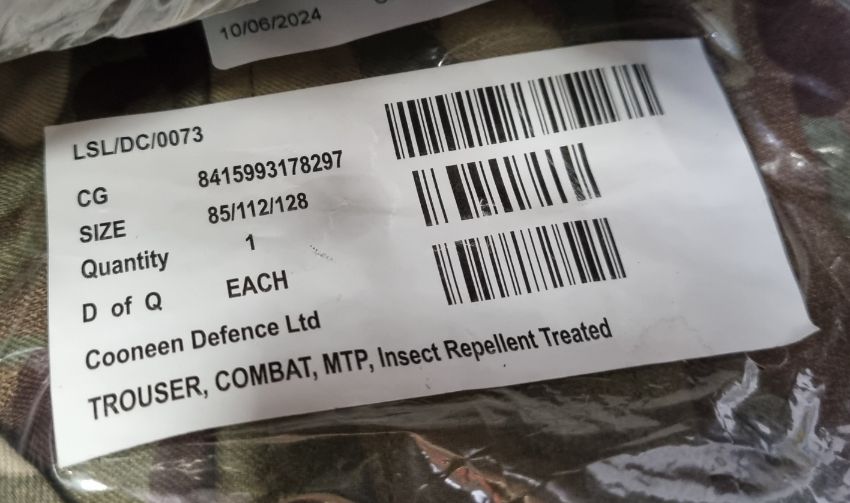 10/06/2024
LSL/DC/0073
CG 8415993178297
SIZE 85/112/128
Quantity 1
D of Q EACH
Cooneen Defence Ltd
TROUSER, COMBAT, MTP, Insect Repellent Treated